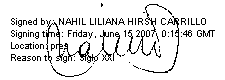 Signed by: NAHIL LILIANA HIRSH CARRILLO
Signing time: Friday, June 15 2007, 0:15:46 GMT
Location: pres
Reason to sign: Siglo XXI